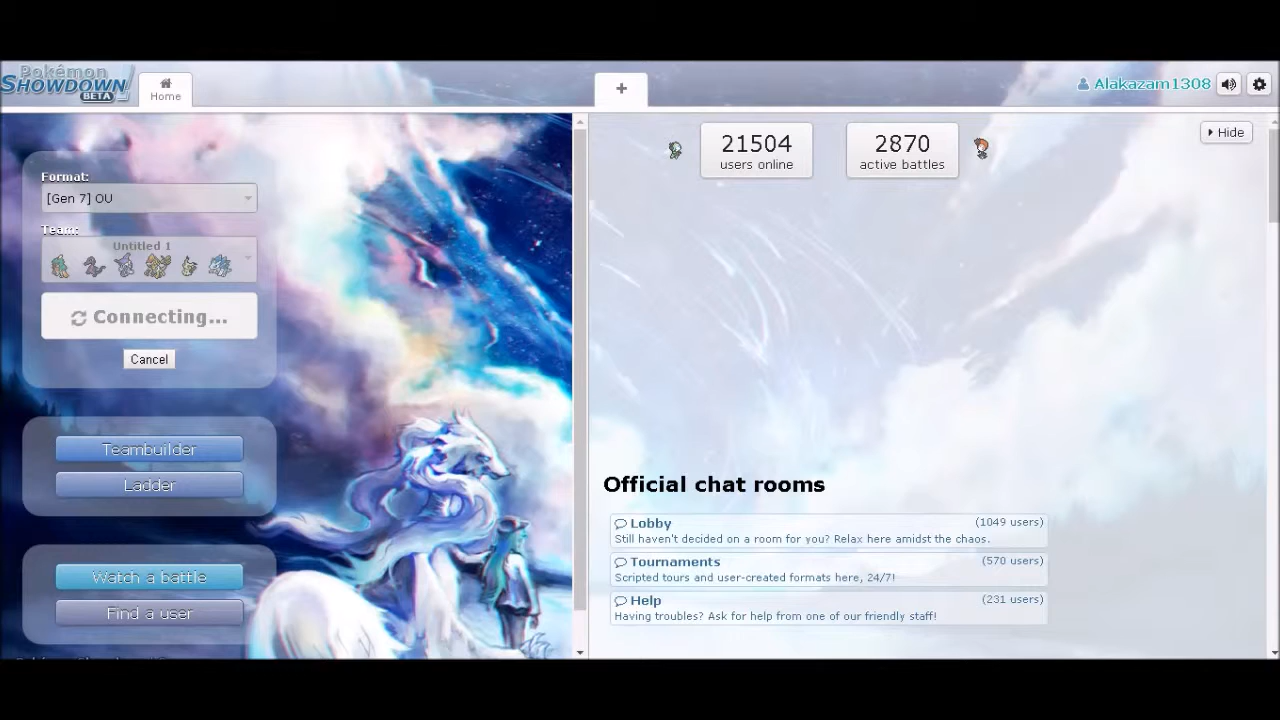 Pokémon
SHOWDOWN
BETA
Home
+
Alakazam1308
Format:
[Gen 7] OU
Team:
Untitled 1
Connecting...
Cancel
Teambuilder
Ladder
Watch a battle
Find a user
21504
users online
2870
active battles
Hide
Official chat rooms
Lobby (1049 users)
Still haven't decided on a room for you? Relax here amidst the chaos.
Tournaments (570 users)
Scripted tours and user-created formats here, 24/7!
Help (231 users)
Having troubles? Ask for help from one of our friendly staff!